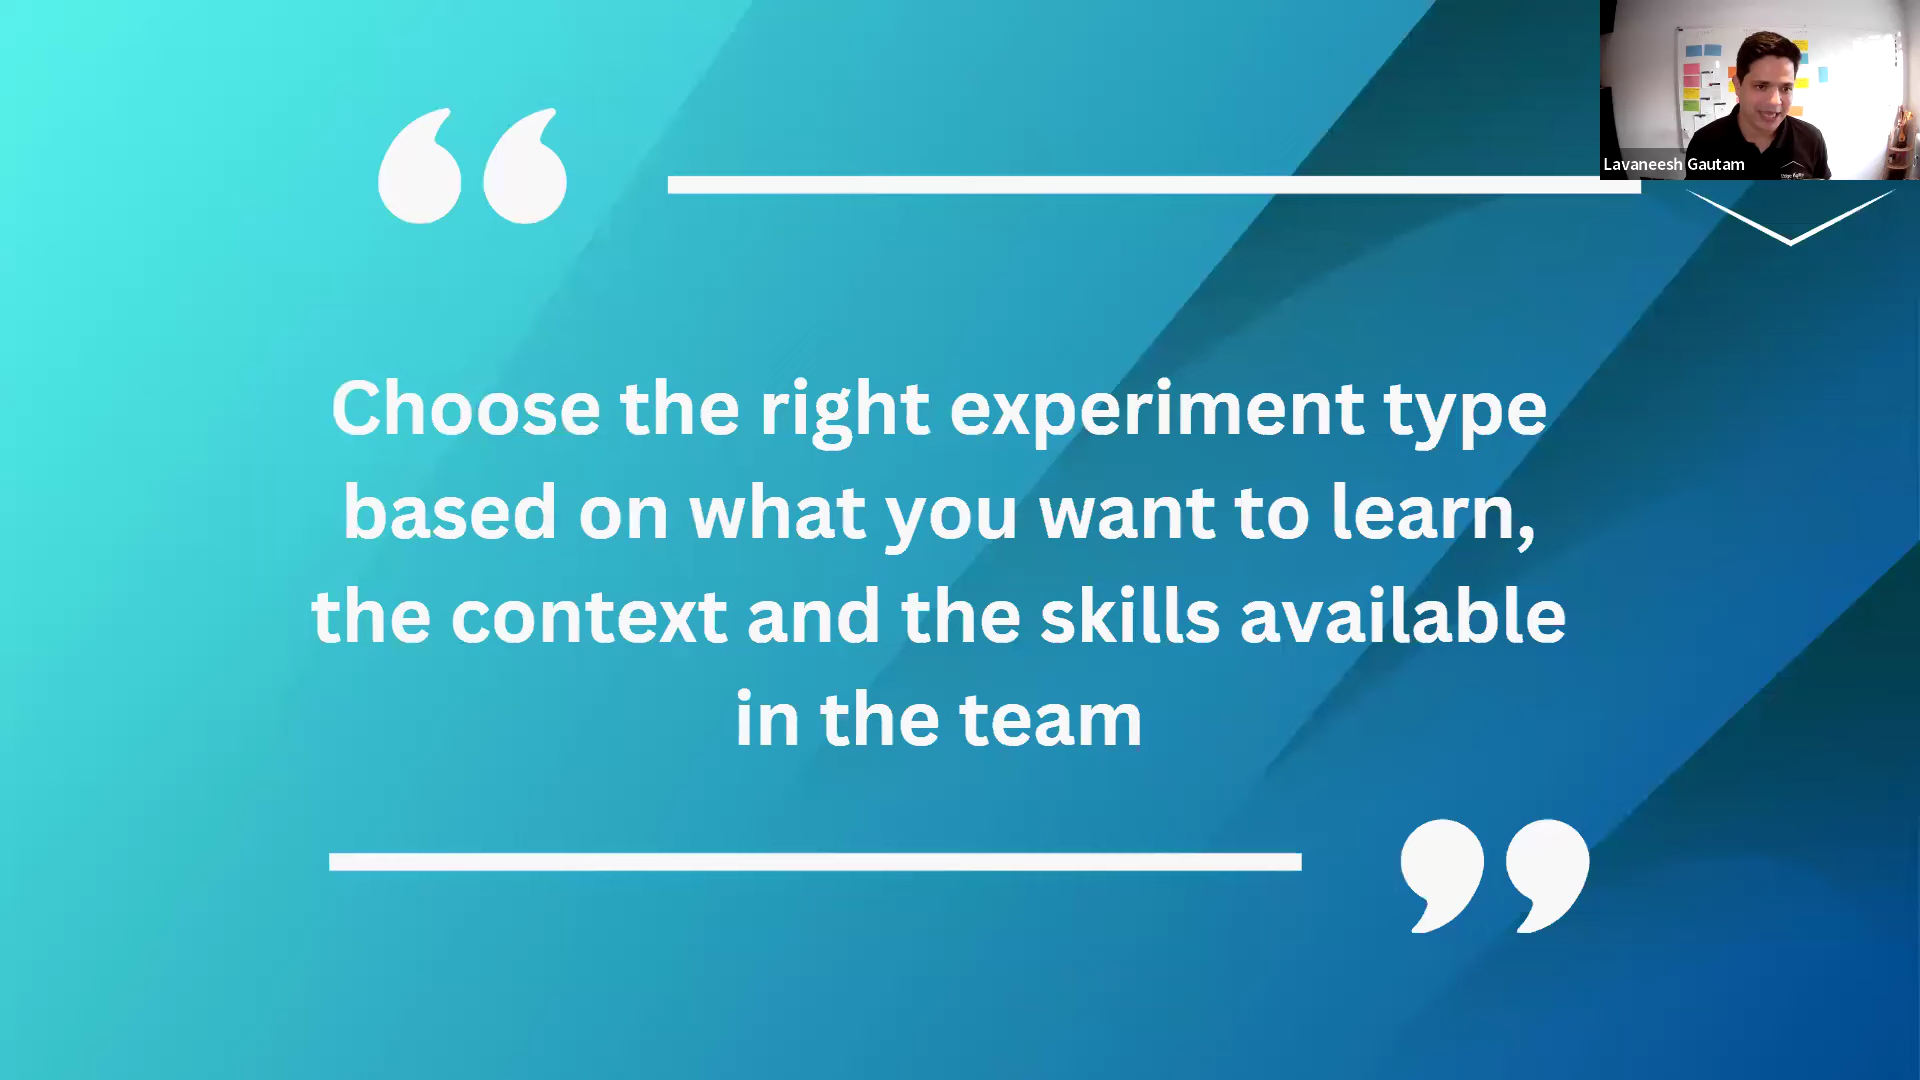 Lavaneesh Gautam
Choose the right experiment type
based on what you want to learn,
the context and the skills available
in the team